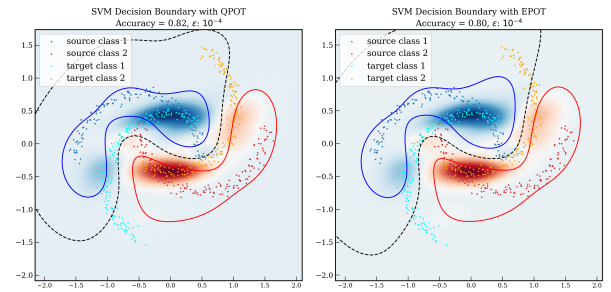 SVM Decision Boundary with QPOT
Accuracy = 0.82, ε: 10⁻⁴
source class 1
source class 2
target class 1
target class 2
1.5
1.0
0.5
0.0
−0.5
−1.0
−1.5
−2.0
−2.0 −1.5 −1.0 −0.5 0.0 0.5 1.0 1.5 2.0
SVM Decision Boundary with EPOT
Accuracy = 0.80, ε: 10⁻⁴
source class 1
source class 2
target class 1
target class 2
1.5
1.0
0.5
0.0
−0.5
−1.0
−1.5
−2.0
−2.0 −1.5 −1.0 −0.5 0.0 0.5 1.0 1.5 2.0